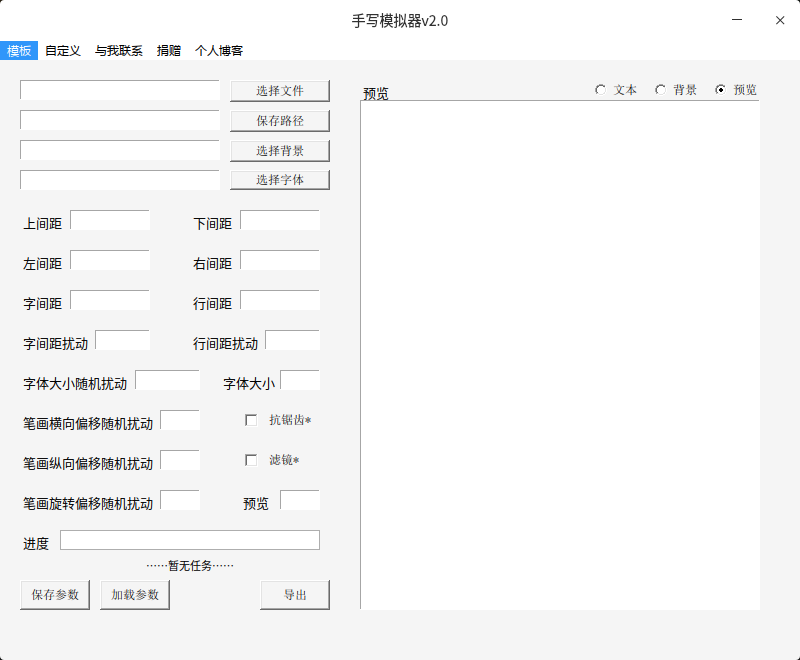 手写模拟器v2.0
模板 自定义 与我联系 捐赠 个人博客
选择文件
保存路径
选择背景
选择字体
上间距 下间距
左间距 右间距
字间距 行间距
字间距扰动 行间距扰动
字体大小随机扰动 字体大小
笔画横向偏移随机扰动 抗锯齿*
笔画纵向偏移随机扰动 滤镜*
笔画旋转偏移随机扰动 预览
进度
······暂无任务······
保存参数 加载参数 导出
预览 文本 背景 预览